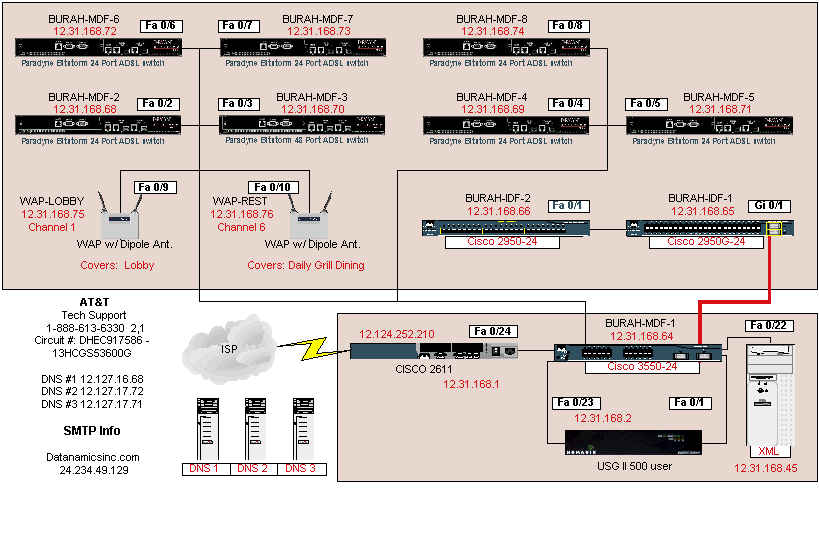 BURAH-MDF-6
12.31.168.72
Fa 0/6
Paradyne Bitstorm 24 Port ADSL switch
Fa 0/7
BURAH-MDF-7
12.31.168.73
Paradyne Bitstorm 24 Port ADSL switch
BURAH-MDF-8
12.31.168.74
Fa 0/8
Paradyne Bitstorm 24 Port ADSL switch
BURAH-MDF-2
12.31.168.68
Fa 0/2
Paradyne Bitstorm 24 Port ADSL switch
Fa 0/3
BURAH-MDF-3
12.31.168.70
Paradyne Bitstorm 48 Port ADSL switch
BURAH-MDF-4
12.31.168.69
Fa 0/4
Paradyne Bitstorm 24 Port ADSL switch
Fa 0/5
BURAH-MDF-5
12.31.168.71
Paradyne Bitstorm 24 Port ADSL switch
WAP-LOBBY
12.31.168.75
Channel 1
Fa 0/9
WAP w/ Dipole Ant.
Covers: Lobby
WAP-REST
12.31.168.76
Channel 6
Fa 0/10
WAP w/ Dipole Ant.
Covers: Daily Grill Dining
BURAH-IDF-2
12.31.168.66
Fa 0/1
Cisco 2950-24
BURAH-IDF-1
12.31.168.65
Gi 0/1
Cisco 2950G-24
AT&T
Tech Support
1-888-613-6330 2,1
Circuit #: DHEC917586 -
13HCGS53600G
DNS #1 12.127.16.68
DNS #2 12.127.17.72
DNS #3 12.127.17.71
SMTP Info
Datanamicsinc.com
24.234.49.129
ISP
DNS 1
DNS 2
DNS 3
12.124.252.210
CISCO 2611
12.31.168.1
Fa 0/24
BURAH-MDF-1
12.31.168.64
Cisco 3550-24
Fa 0/22
Fa 0/23
12.31.168.2
Fa 0/1
NOMADIX
USG II 500 user
XML
12.31.168.45